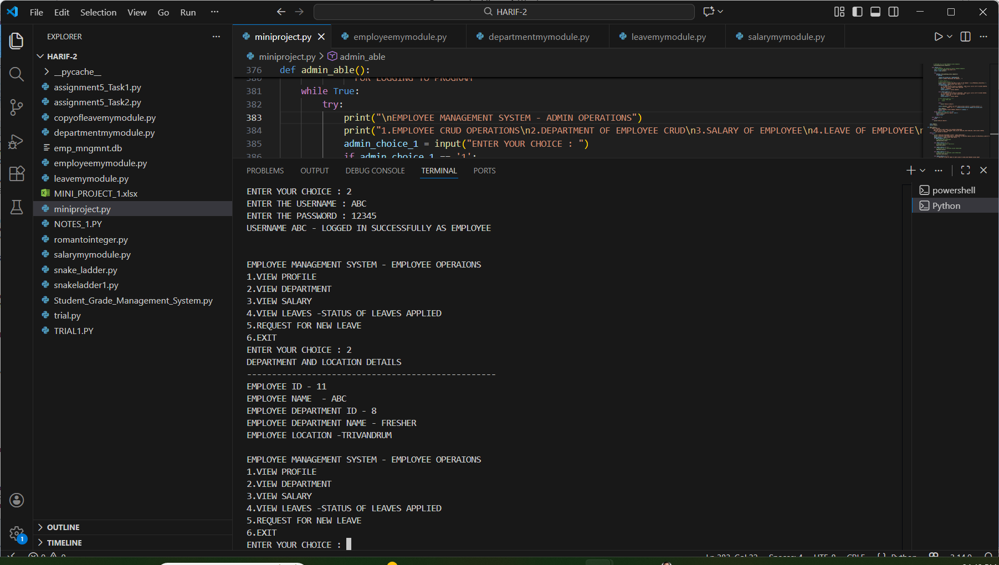 File Edit Selection View Go Run ··· HARIF-2
EXPLORER ···
HARIF-2
__pycache__
assignment5_Task1.py
assignment5_Task2.py
copyofleavemymodule.py
departmentmymodule.py
emp_mngmnt.db
employeemymodule.py
leavemymodule.py
MINI_PROJECT_1.xlsx
miniproject.py
NOTES_1.PY
romantointeger.py
salarymymodule.py
snake_ladder.py
snakeladder1.py
Student_Grade_Management_System.py
trial.py
TRIAL1.PY
OUTLINE
TIMELINE
1
miniproject.py employeemymodule.py departmentmymodule.py leavemymodule.py salarymymodule.py
miniproject.py > admin_able
376 def admin_able():
380 FOR LOGGING TO PROGRAM
381 while True:
382 try:
383 print("\nEMPLOYEE MANAGEMENT SYSTEM - ADMIN OPERATIONS")
384 print("1.EMPLOYEE CRUD OPERATIONS\n2.DEPARTMENT OF EMPLOYEE CRUD\n3.SALARY OF EMPLOYEE\n4.LEAVE OF EMPLOYEE\n
385 admin_choice_1 = input("ENTER YOUR CHOICE : ")
386 if admin_choice_1 == '1':
PROBLEMS OUTPUT DEBUG CONSOLE TERMINAL PORTS
powershell
Python
ENTER YOUR CHOICE : 2
ENTER THE USERNAME : ABC
ENTER THE PASSWORD : 12345
USERNAME ABC - LOGGED IN SUCCESSFULLY AS EMPLOYEE
EMPLOYEE MANAGEMENT SYSTEM - EMPLOYEE OPERAIONS
1.VIEW PROFILE
2.VIEW DEPARTMENT
3.VIEW SALARY
4.VIEW LEAVES -STATUS OF LEAVES APPLIED
5.REQUEST FOR NEW LEAVE
6.EXIT
ENTER YOUR CHOICE : 2
DEPARTMENT AND LOCATION DETAILS
--------------------------------------------------
EMPLOYEE ID - 11
EMPLOYEE NAME  - ABC
EMPLOYEE DEPARTMENT ID - 8
EMPLOYEE DEPARTMENT NAME - FRESHER
EMPLOYEE LOCATION -TRIVANDRUM
EMPLOYEE MANAGEMENT SYSTEM - EMPLOYEE OPERAIONS
1.VIEW PROFILE
2.VIEW DEPARTMENT
3.VIEW SALARY
4.VIEW LEAVES -STATUS OF LEAVES APPLIED
5.REQUEST FOR NEW LEAVE
6.EXIT
ENTER YOUR CHOICE :